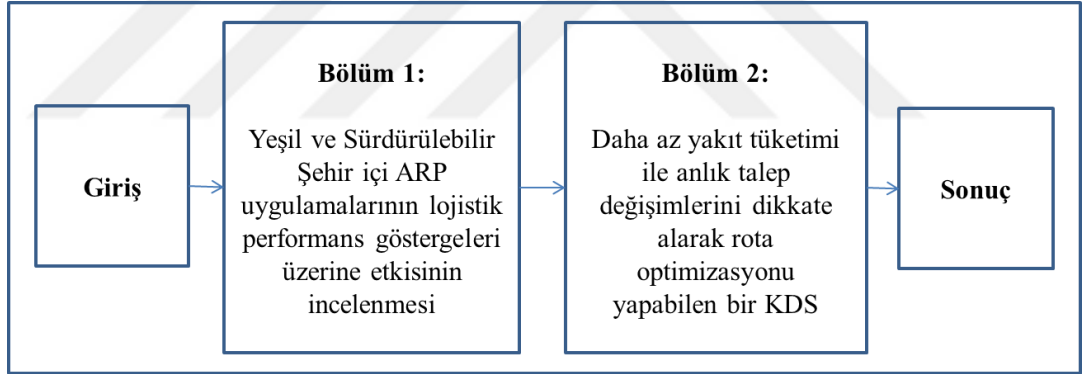 Giriş
Bölüm 1:
Yeşil ve Sürdürülebilir
Şehir içi ARP
uygulamalarının lojistik
performans göstergeleri
üzerine etkisinin
incelenmesi
Bölüm 2:
Daha az yakıt tüketimi
ile anlık talep
değişimlerini dikkate
alarak rota
optimizasyonu
yapabilen bir KDS
Sonuç